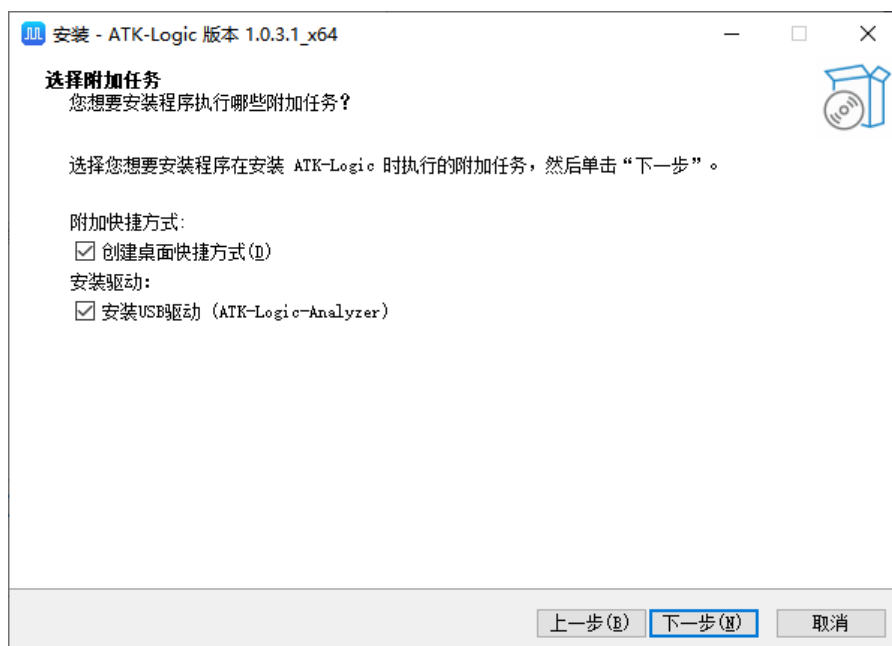 安装 - ATK-Logic 版本 1.0.3.1_x64
选择附加任务
您想要安装程序执行哪些附加任务？
选择您想要安装程序在安装 ATK-Logic 时执行的附加任务，然后单击“下一步”。
附加快捷方式:
创建桌面快捷方式(D)
安装驱动：
安装USB驱动 (ATK-Logic-Analyzer)
上一步(B) 下一步(N) 取消